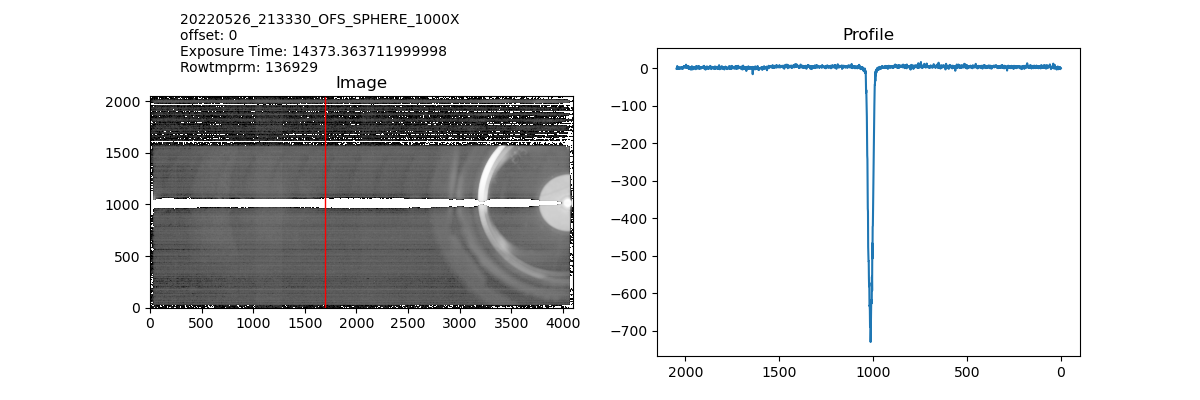 20220526_213330_OFS_SPHERE_1000X
offset: 0
Exposure Time: 14373.363711999998
Rowtmprm: 136929
Image
2000
1500
1000
500
0
0 500 1000 1500 2000 2500 3000 3500 4000
Profile
0
−100
−200
−300
−400
−500
−600
−700
2000 1500 1000 500 0